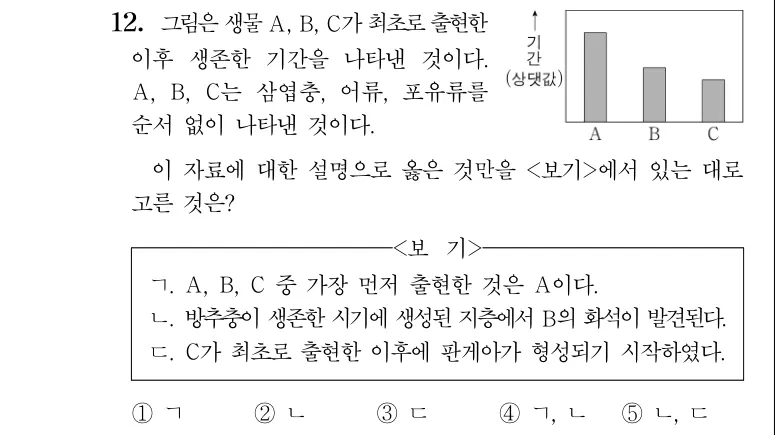 12. 그림은 생물 A, B, C가 최초로 출현한
이후 생존한 기간을 나타낸 것이다.
A, B, C는 삼엽충, 어류, 포유류를
순서 없이 나타낸 것이다.
↑
기
간
(상댓값)
A B C
이 자료에 대한 설명으로 옳은 것만을 <보기>에서 있는 대로
고른 것은?
<보 기>
ㄱ. A, B, C 중 가장 먼저 출현한 것은 A이다.
ㄴ. 방추충이 생존한 시기에 생성된 지층에서 B의 화석이 발견된다.
ㄷ. C가 최초로 출현한 이후에 판게아가 형성되기 시작하였다.
① ㄱ ② ㄴ ③ ㄷ ④ ㄱ, ㄴ ⑤ ㄴ, ㄷ